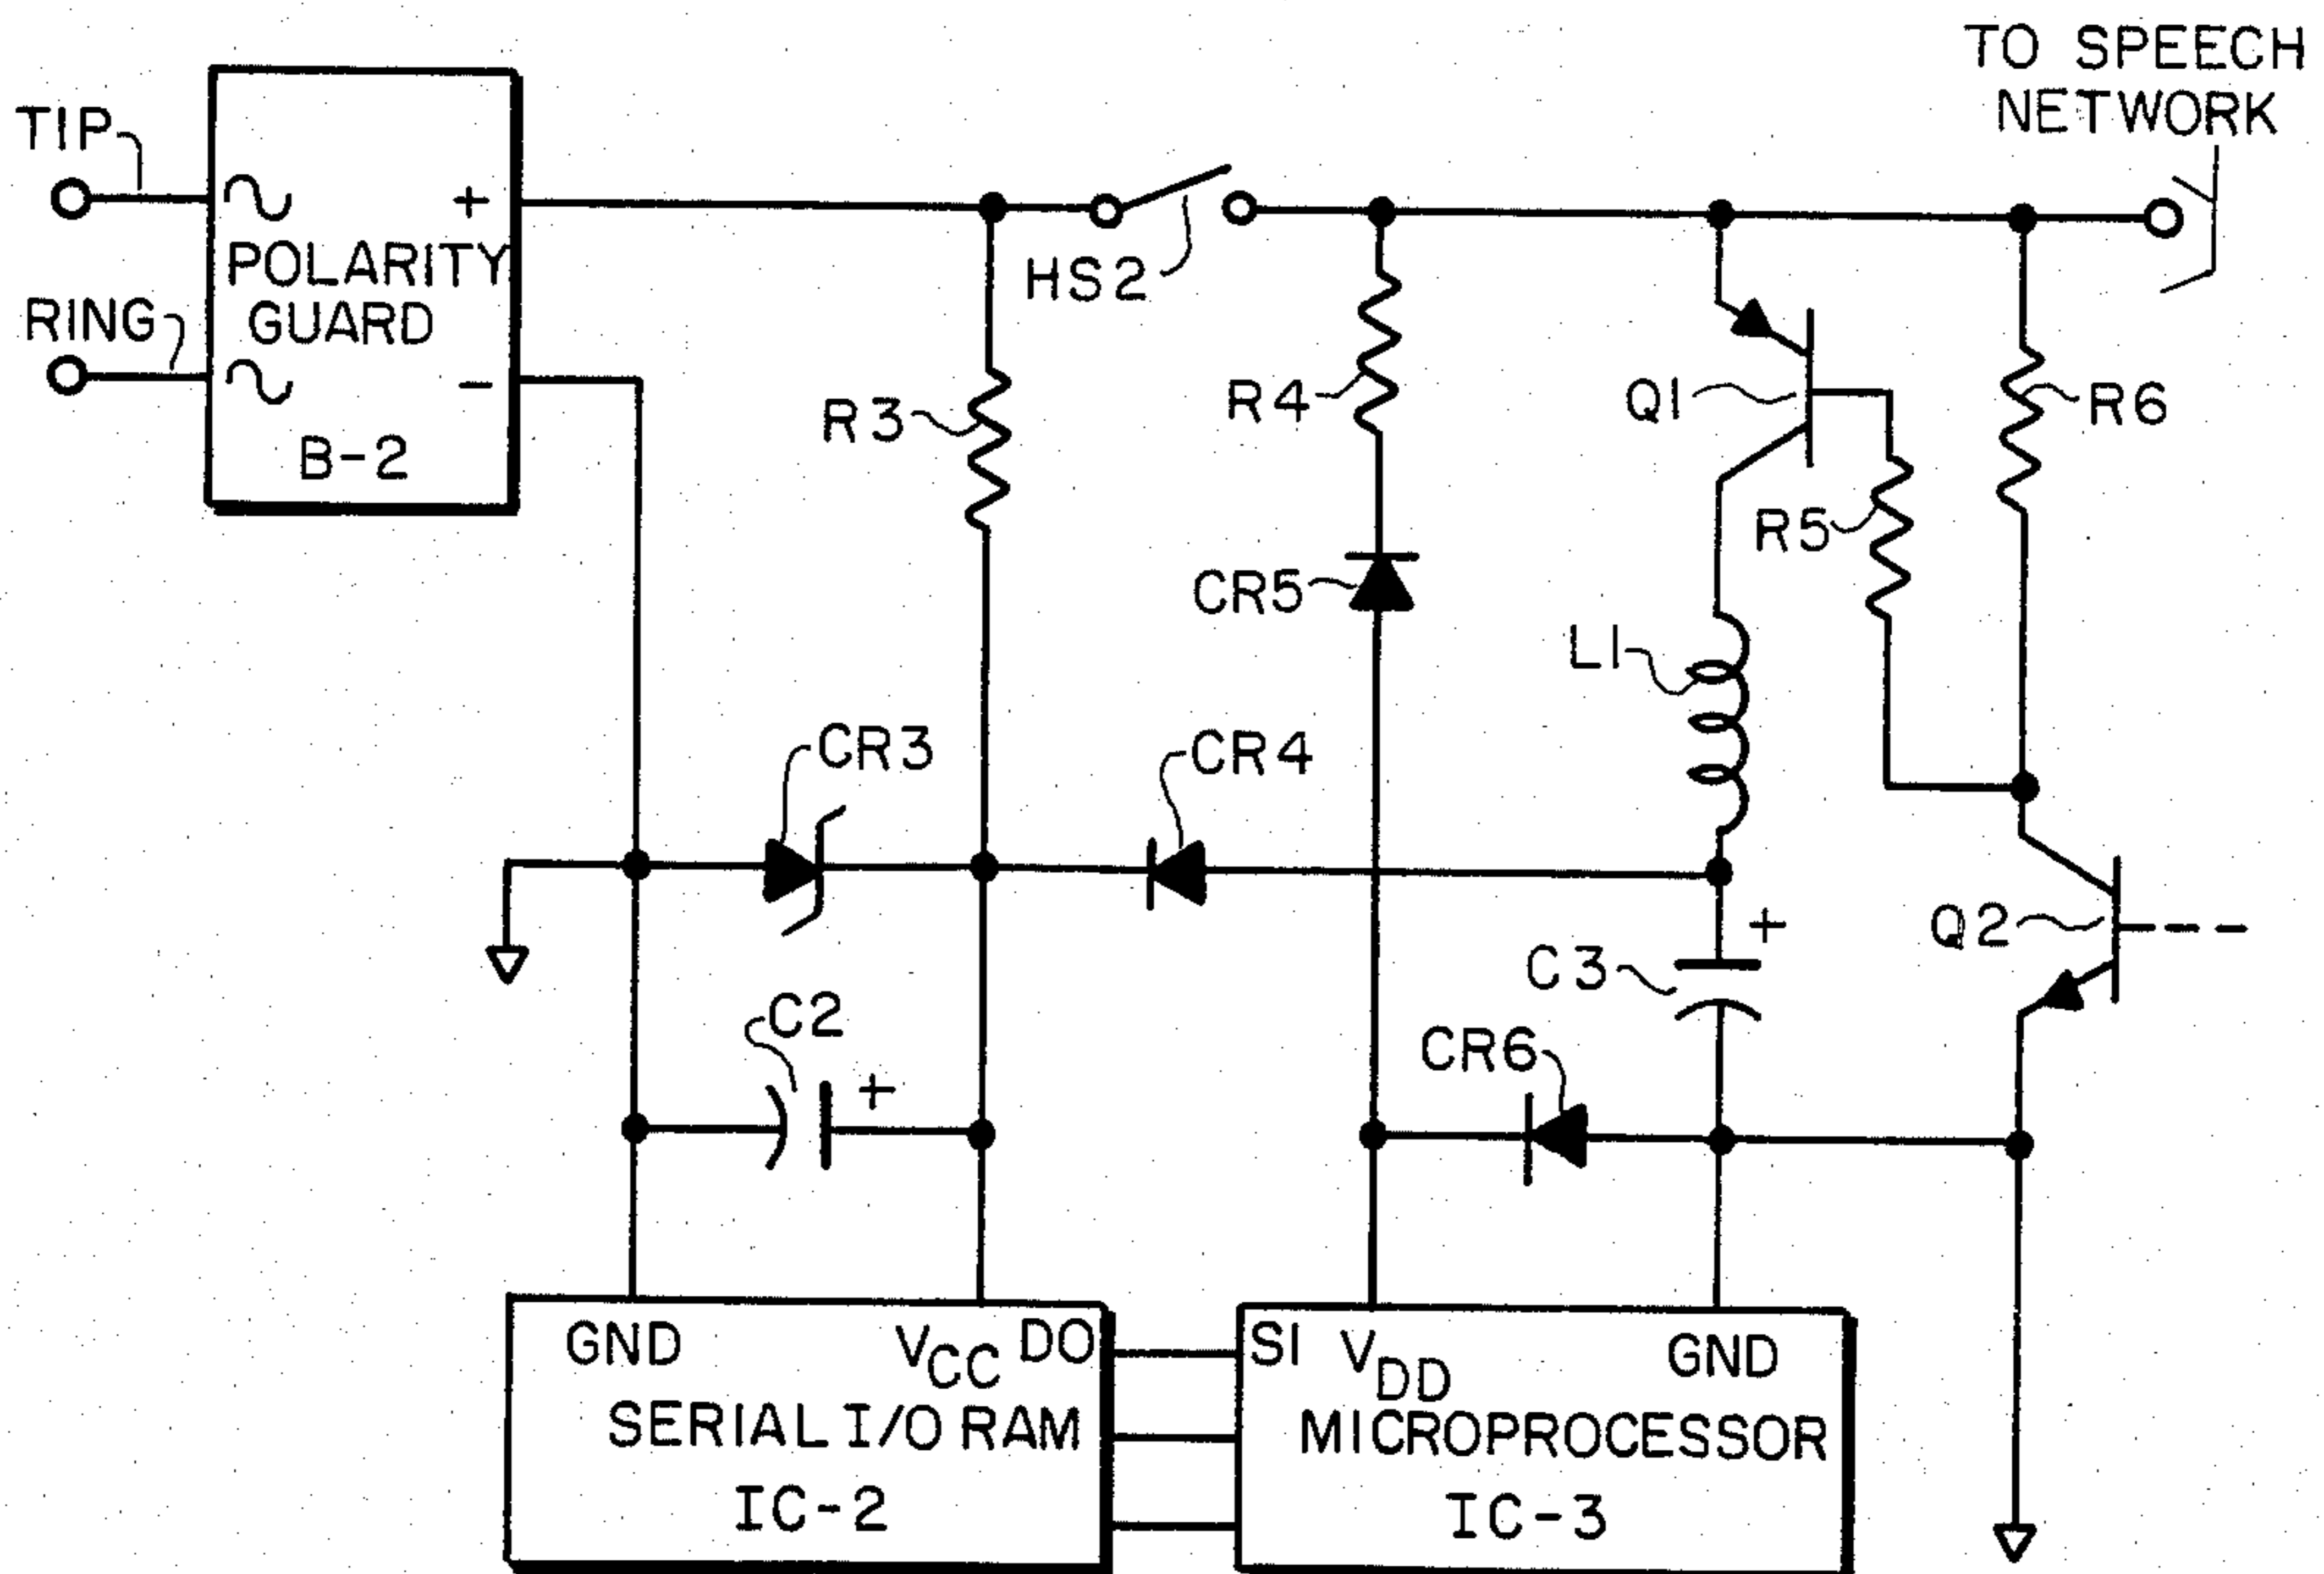 TO SPEECH
NETWORK
TIP
+
POLARITY
GUARD
HS2
RING
−
B-2
R3
R4
Q1
R6
R5
CR5
L1
CR3
CR4
+
Q2
C3
C2
+
CR6
GND
VCC
DO
SI
VDD
GND
SERIAL I/O RAM
MICROPROCESSOR
IC-2
IC-3